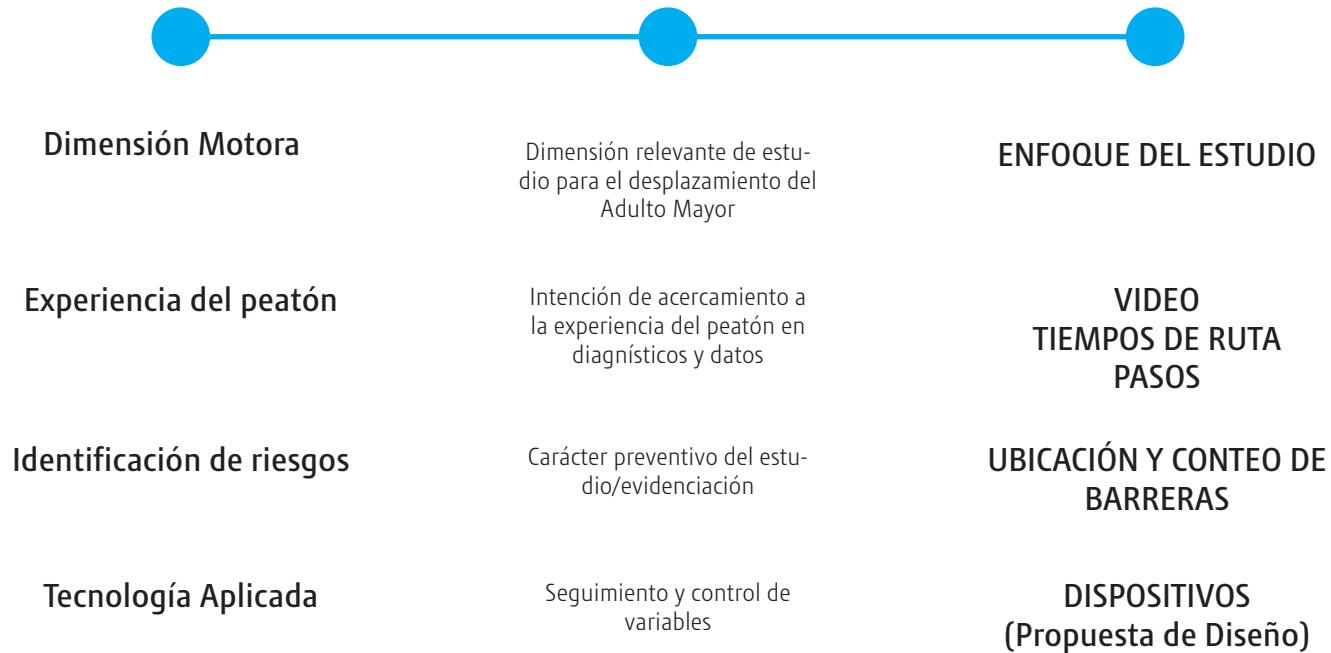 Dimensión Motora
Dimensión relevante de estu-
dio para el desplazamiento del
Adulto Mayor
ENFOQUE DEL ESTUDIO
Experiencia del peatón
Intención de acercamiento a
la experiencia del peatón en
diagnísticos y datos
VIDEO
TIEMPOS DE RUTA
PASOS
Identificación de riesgos
Carácter preventivo del estu-
dio/evidenciación
UBICACIÓN Y CONTEO DE
BARRERAS
Tecnología Aplicada
Seguimiento y control de
variables
DISPOSITIVOS
(Propuesta de Diseño)